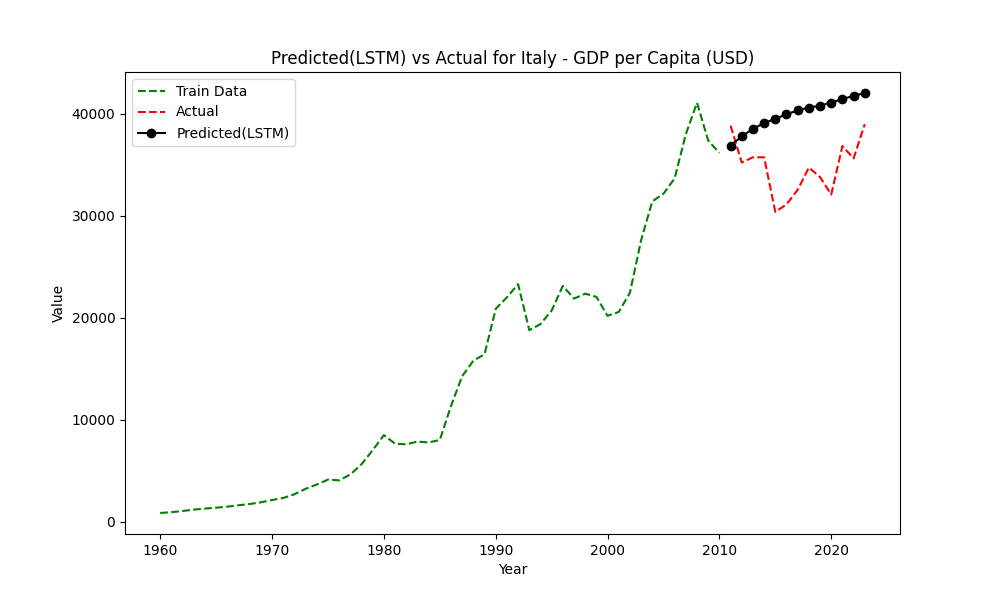 Predicted(LSTM) vs Actual for Italy - GDP per Capita (USD)
Train Data
Actual
Predicted(LSTM)
Value
40000
30000
20000
10000
0
1960 1970 1980 1990 2000 2010 2020
Year